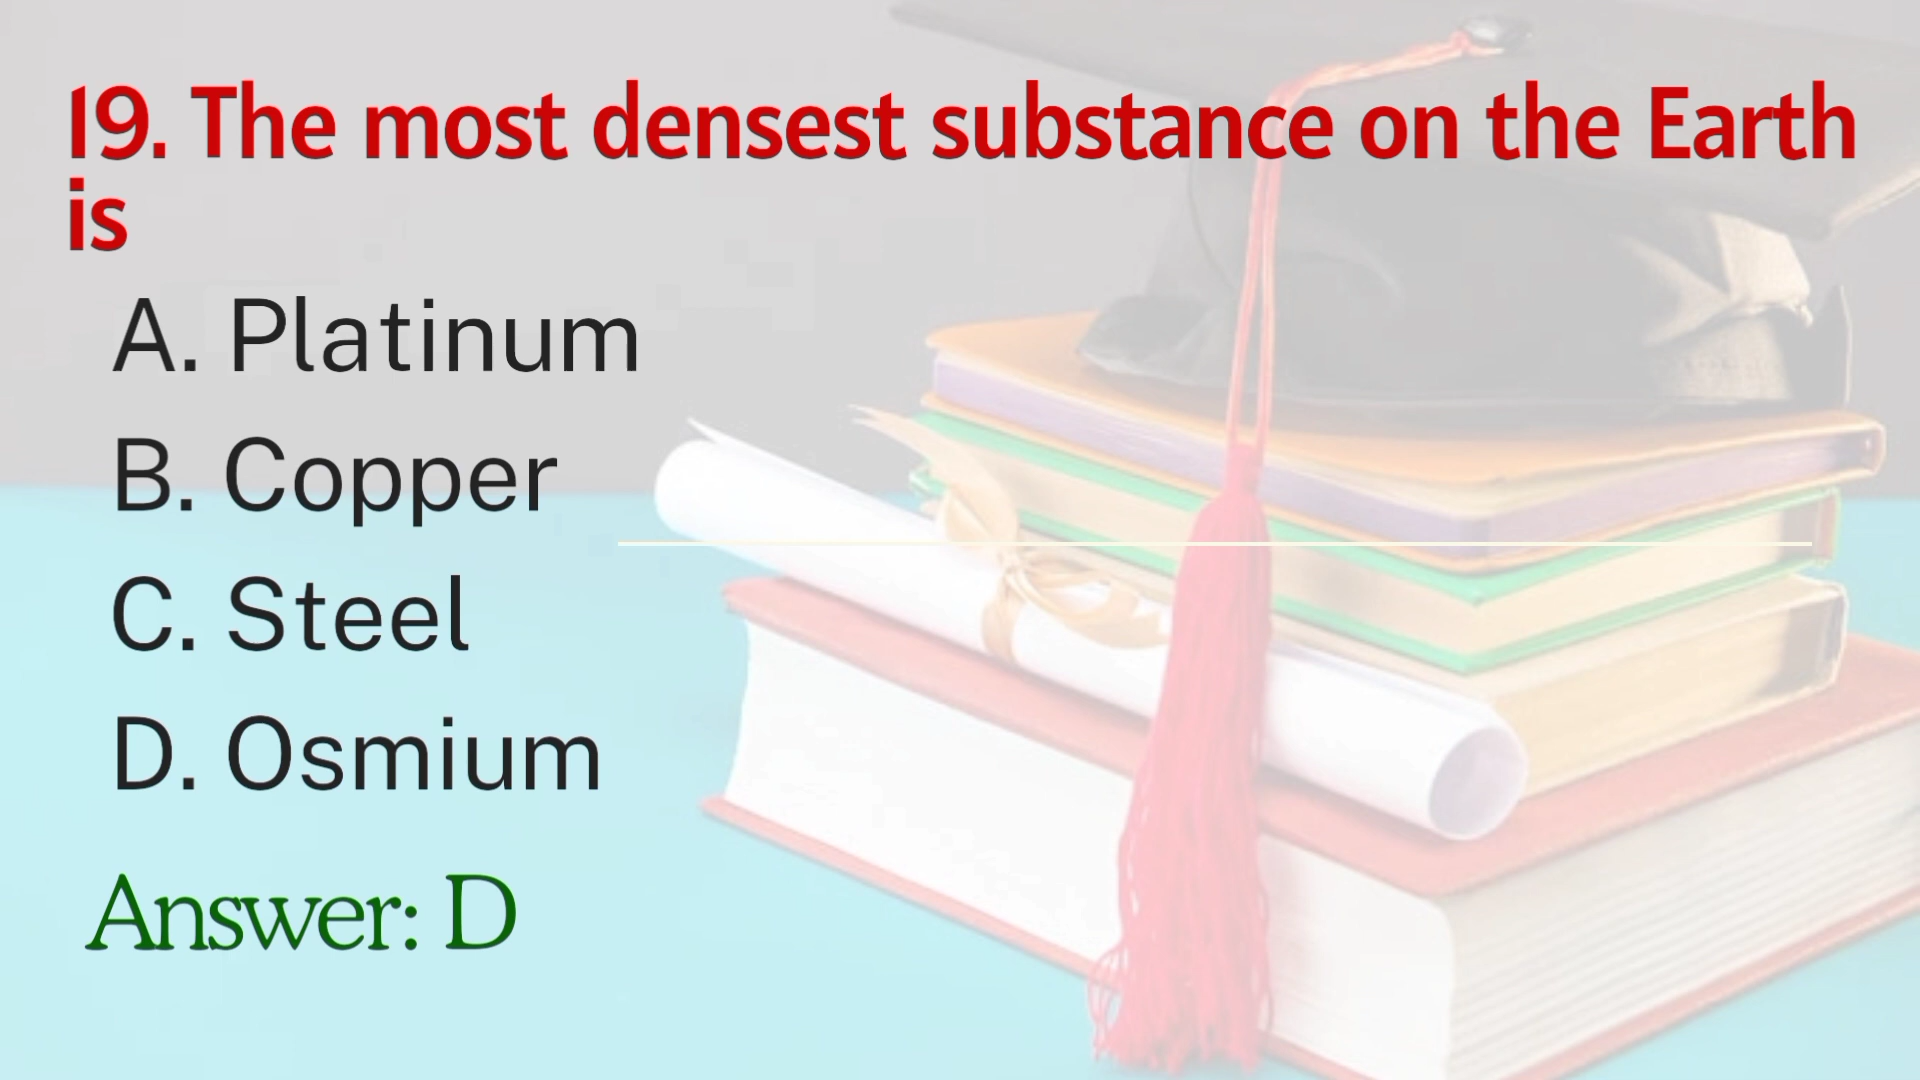 19. The most densest substance on the Earth
is
A. Platinum
B. Copper
C. Steel
D. Osmium
Answer: D